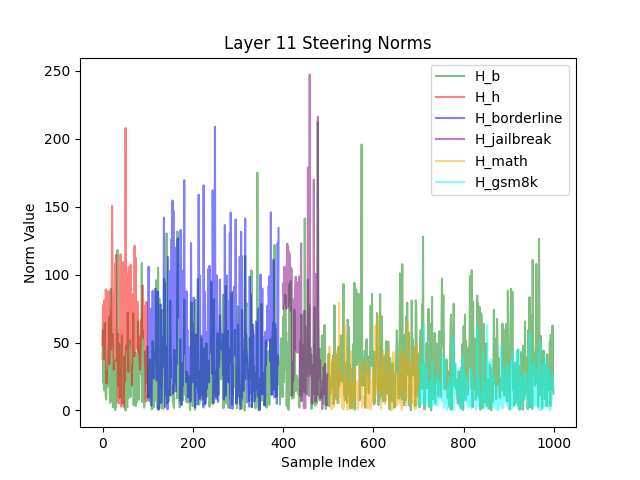 Layer 11 Steering Norms
250
200
150
100
50
0
Norm Value
H_b
H_h
H_borderline
H_jailbreak
H_math
H_gsm8k
0 200 400 600 800 1000
Sample Index